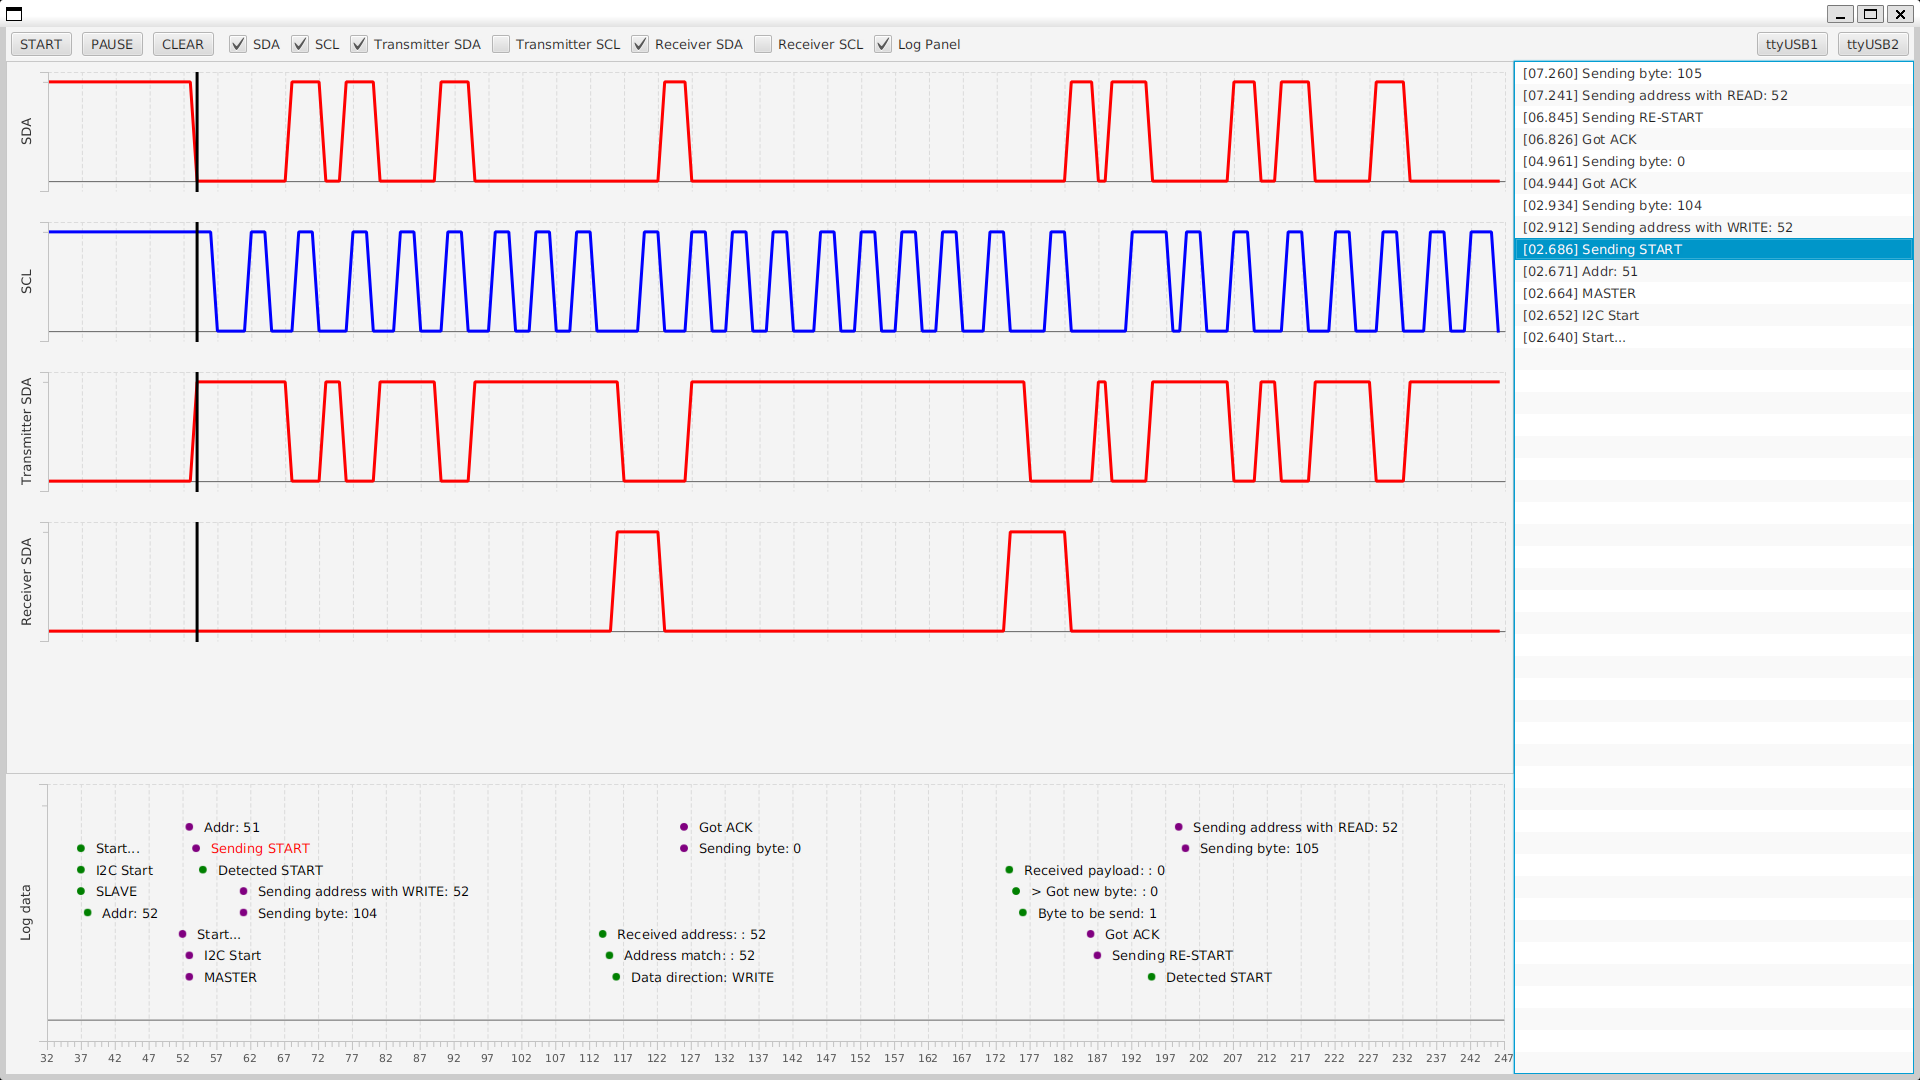 START PAUSE CLEAR SDA SCL Transmitter SDA Transmitter SCL Receiver SDA Receiver SCL Log Panel ttyUSB1 ttyUSB2
SDA
SCL
Transmitter SDA
Receiver SDA
[07.260] Sending byte: 105
[07.241] Sending address with READ: 52
[06.845] Sending RE-START
[06.826] Got ACK
[04.961] Sending byte: 0
[04.944] Got ACK
[02.934] Sending byte: 104
[02.912] Sending address with WRITE: 52
[02.686] Sending START
[02.671] Addr: 51
[02.664] MASTER
[02.652] I2C Start
[02.640] Start...
Log data
Addr: 51 Got ACK Sending address with READ: 52
Start... Sending START Sending byte: 0 Sending byte: 105
I2C Start Detected START Received payload: : 0
SLAVE Sending address with WRITE: 52 > Got new byte: : 0
Addr: 52 Sending byte: 104 Byte to be send: 1
Start... Received address: : 52 Got ACK
I2C Start Address match: : 52 Sending RE-START
MASTER Data direction: WRITE Detected START
32 37 42 47 52 57 62 67 72 77 82 87 92 97 102 107 112 117 122 127 132 137 142 147 152 157 162 167 172 177 182 187 192 197 202 207 212 217 222 227 232 237 242 247